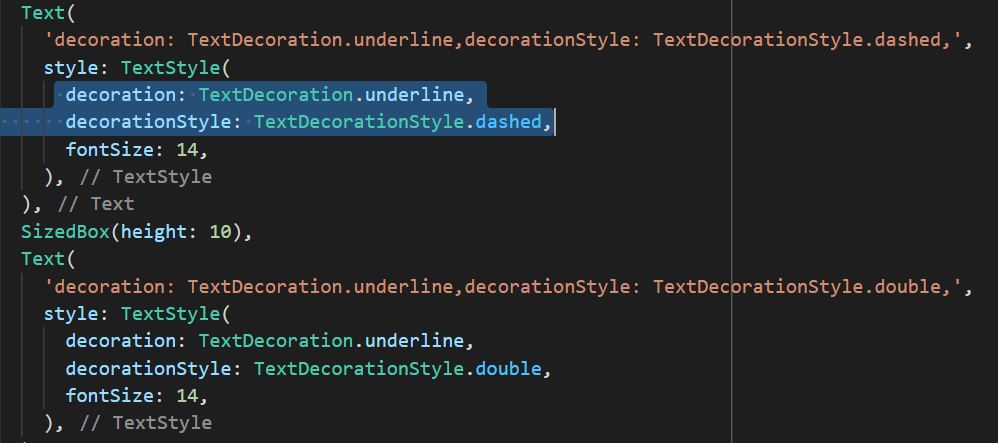 Text(
'decoration: TextDecoration.underline,decorationStyle: TextDecorationStyle.dashed,',
style: TextStyle(
decoration: TextDecoration.underline,
decorationStyle: TextDecorationStyle.dashed,
fontSize: 14,
), // TextStyle
), // Text
SizedBox(height: 10),
Text(
'decoration: TextDecoration.underline,decorationStyle: TextDecorationStyle.double,',
style: TextStyle(
decoration: TextDecoration.underline,
decorationStyle: TextDecorationStyle.double,
fontSize: 14,
), // TextStyle